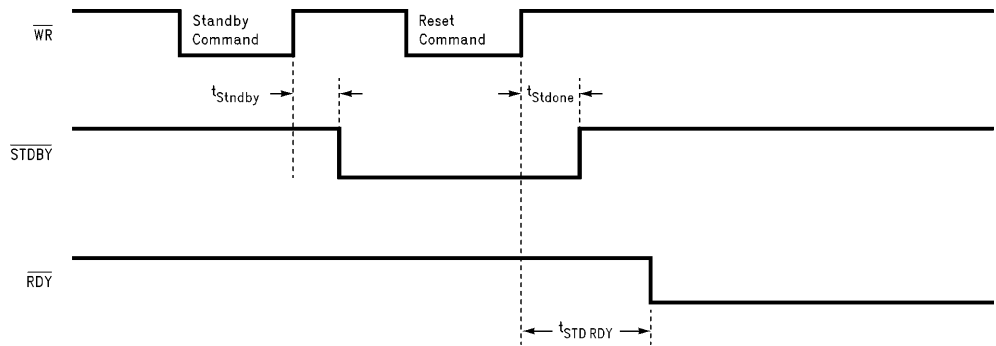 WR
Standby
Command
Reset
Command
tStndby
tStdone
STDBY
RDY
tSTD RDY